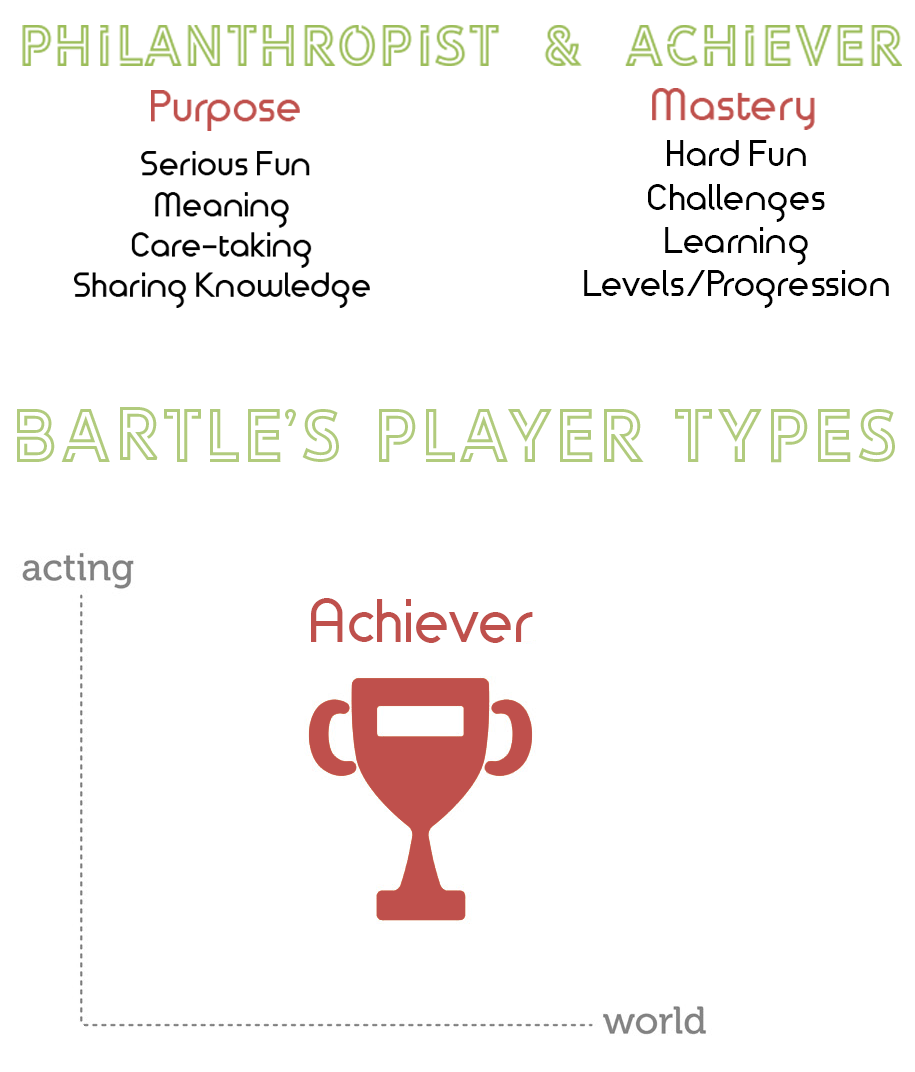 PHiLANTHROPiST & ACHiEVER
Purpose
Serious Fun
Meaning
Care-taking
Sharing Knowledge
Mastery
Hard Fun
Challenges
Learning
Levels/Progression
BARTLE'S PLAYER TYPES
acting
Achiever
world